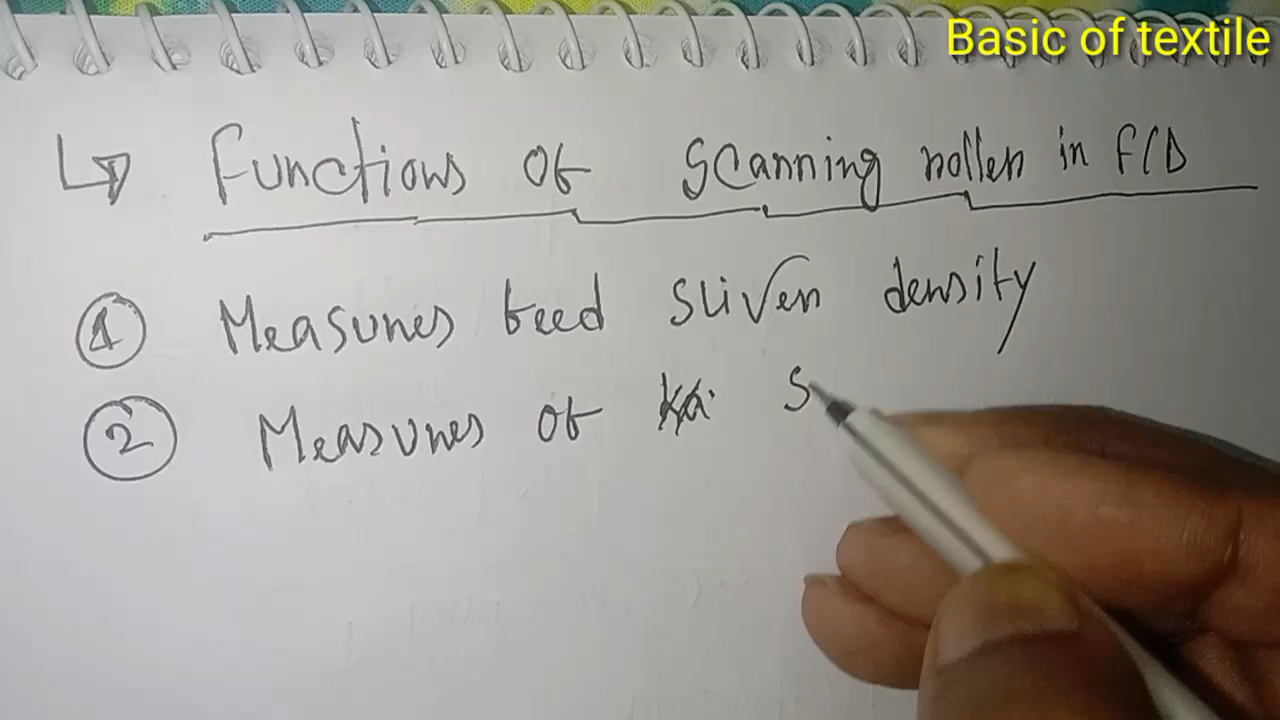 Basic of textile
Functions of Scanning roller in F/D
1 Measures feed Sliver density
2 Measures of S